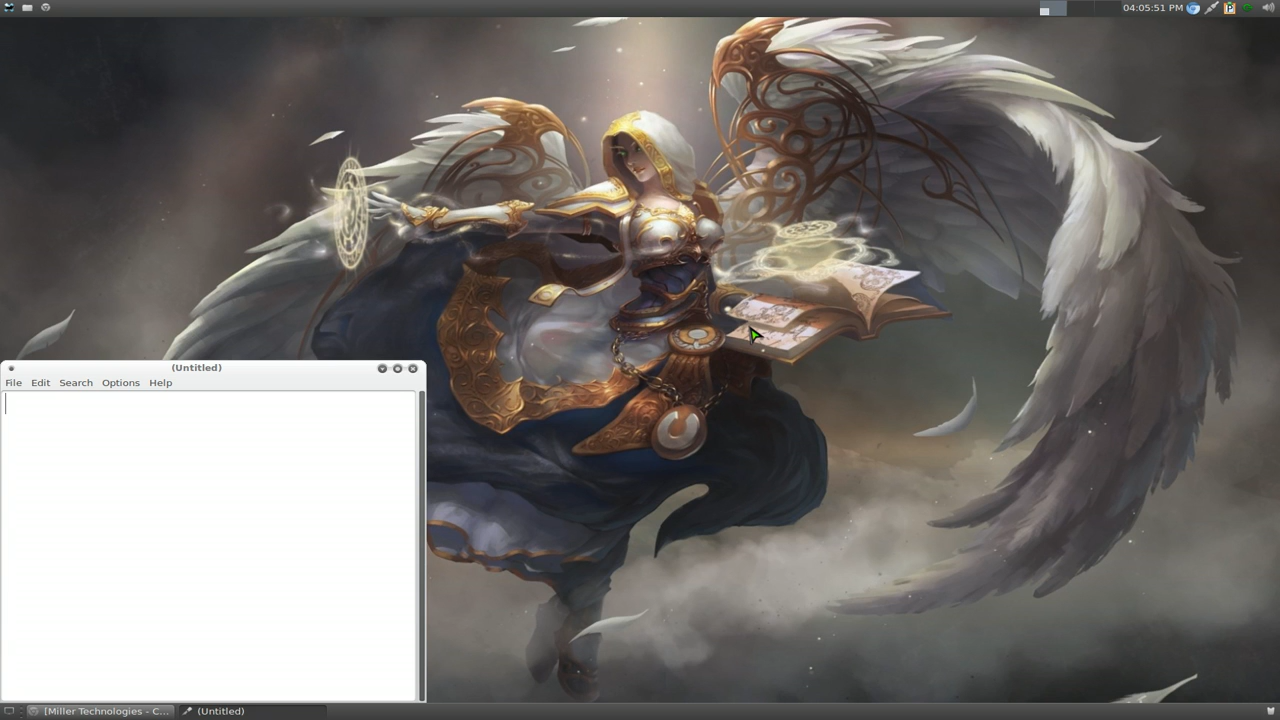 04:05:51 PM
(Untitled)
File Edit Search Options Help
[Miller Technologies - C... (Untitled)